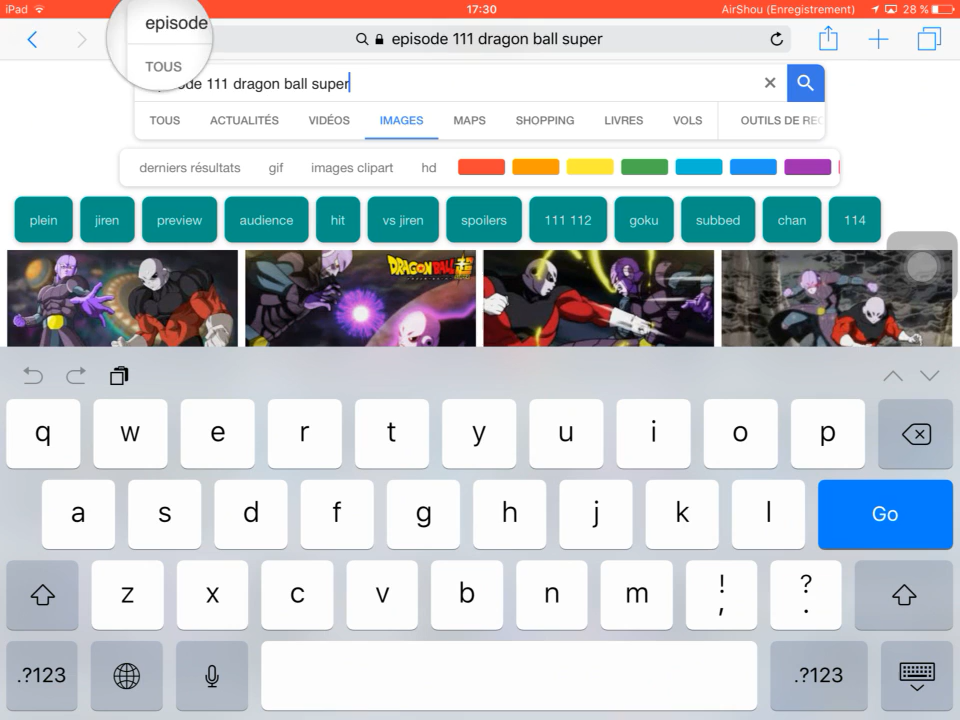 iPad 17:30 AirShou (Enregistrement) 28 %
episode 111 dragon ball super
episode
TOUS
ode 111 dragon ball super
TOUS ACTUALITÉS VIDÉOS IMAGES MAPS SHOPPING LIVRES VOLS OUTILS DE REC
derniers résultats gif images clipart hd
plein jiren preview audience hit vs jiren spoilers 111 112 goku subbed chan 114
DRAGON BALL
q w e r t y u i o p
a s d f g h j k l Go
z x c v b n m ! , ? .
.?123 .?123